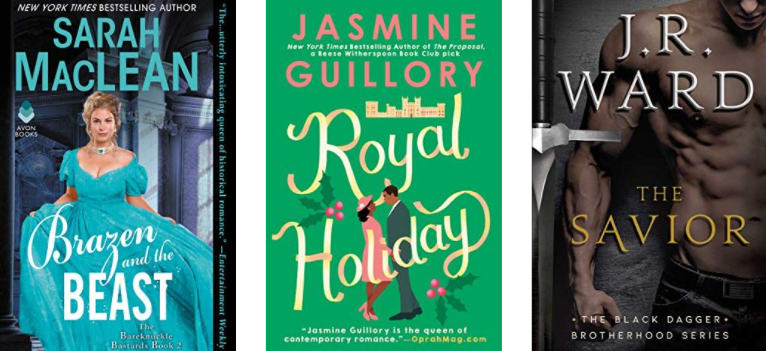 NEW YORK TIMES BESTSELLING AUTHOR
SARAH
MACLEAN
AVON
BOOKS
Brazen
and the
BEAST
The
Bareknuckle
Bastards Book 2
"The...utterly intoxicating queen of historical romance." —Entertainment Weekly
JASMINE
New York Times Bestselling Author of The Proposal,
a Reese Witherspoon Book Club pick
GUILLORY
Royal
Holiday
"Jasmine Guillory is the queen of
contemporary romance."—OprahMag.com
J.R.
WARD
THE
SAVIOR
• THE BLACK DAGGER •
BROTHERHOOD SERIES